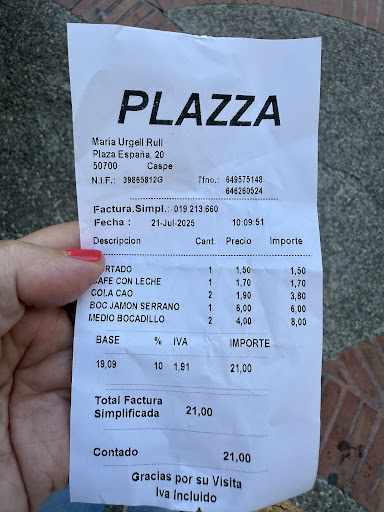 PLAZZA
Maria Urgell Rull
Plaza España, 20
50700 Caspe
N.I.F.: 39865812G Tfno.: 649575148
646260524
Factura.Simpl.: 019 213.660
Fecha : 21-Jul-2025 10:09:51
Descripcion Cant. Precio Importe
CORTADO 1 1,50 1,50
CAFE CON LECHE 1 1,70 1,70
COLA CAO 2 1,90 3,80
BOC JAMON SERRANO 1 6,00 6,00
MEDIO BOCADILLO 2 4,00 8,00
BASE % IVA IMPORTE
19,09 10 1,91 21,00
Total Factura
Simplificada 21,00
Contado 21,00
Gracias por su Visita
Iva Incluido